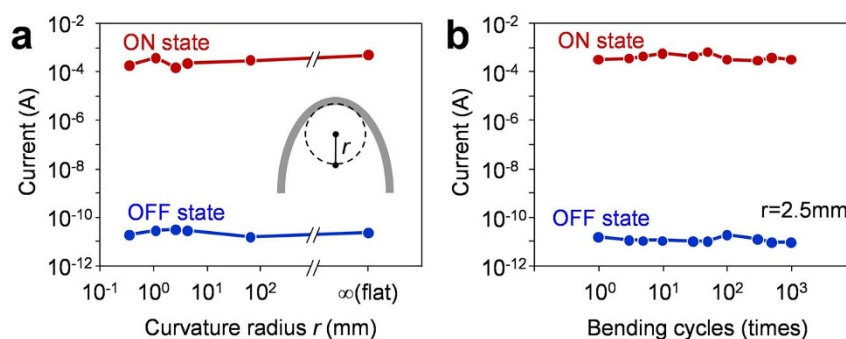 a
ON state
OFF state
r
Current (A)
10⁻²
10⁻⁴
10⁻⁶
10⁻⁸
10⁻¹⁰
10⁻¹²
10⁻¹ 10⁰ 10¹ 10² ∞(flat)
Curvature radius r (mm)
b
ON state
OFF state
r=2.5mm
Current (A)
10⁻²
10⁻⁴
10⁻⁶
10⁻⁸
10⁻¹⁰
10⁻¹²
10⁰ 10¹ 10² 10³
Bending cycles (times)